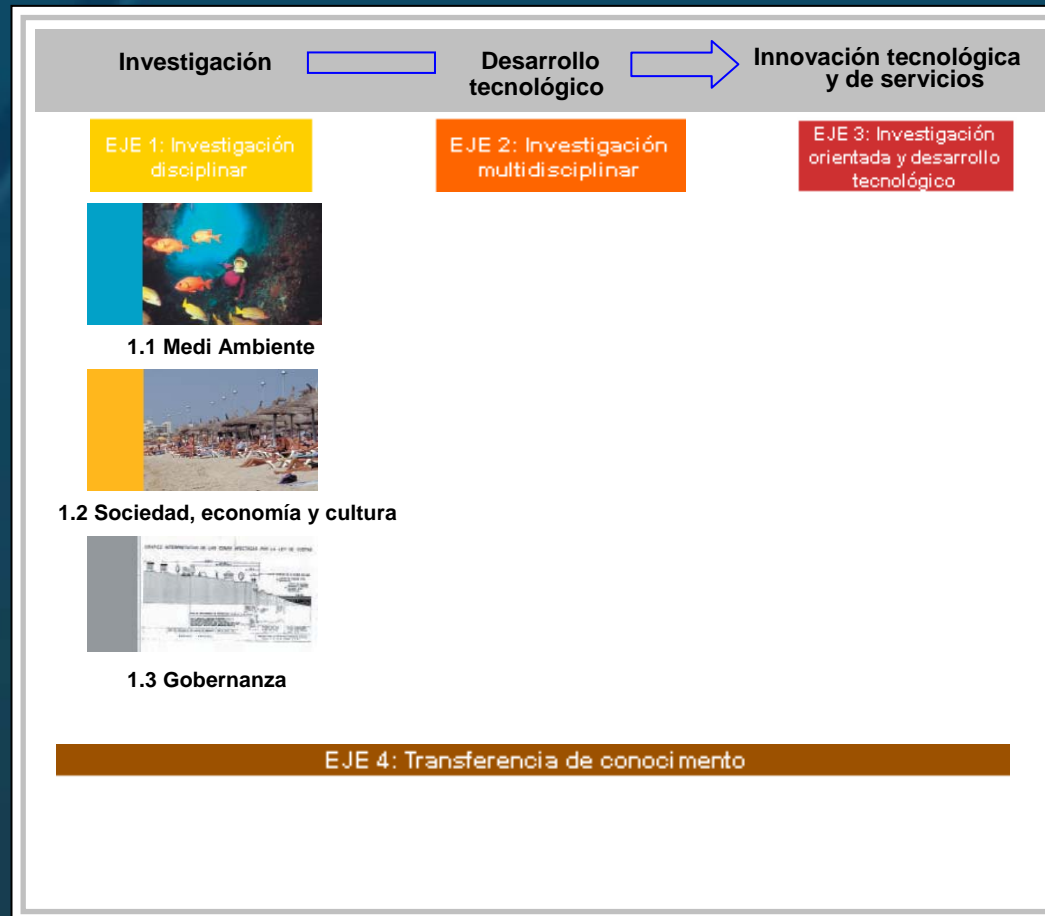 Investigación
Desarrollo
tecnológico
Innovación tecnológica
y de servicios
EJE 1: Investigación
disciplinar
EJE 2: Investigación
multidisciplinar
EJE 3: Investigación
orientada y desarrollo
tecnológico
1.1 Medi Ambiente
1.2 Sociedad, economía y cultura
1.3 Gobernanza
EJE 4: Transferencia de conocimento